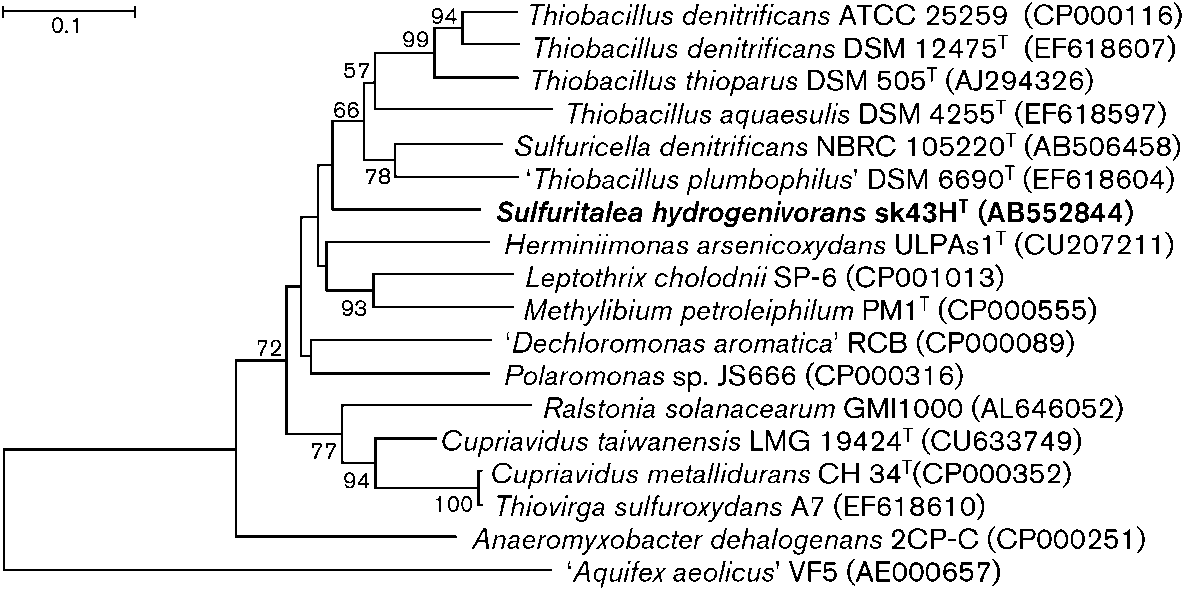 94 Thiobacillus denitrificans ATCC 25259 (CP000116)
0.1
99 Thiobacillus denitrificans DSM 12475ᵀ (EF618607)
57 Thiobacillus thioparus DSM 505ᵀ (AJ294326)
66 Thiobacillus aquaesulis DSM 4255ᵀ (EF618597)
Sulfuricella denitrificans NBRC 105220ᵀ (AB506458)
78 ‘Thiobacillus plumbophilus’ DSM 6690ᵀ (EF618604)
Sulfuritalea hydrogenivorans sk43Hᵀ (AB552844)
Herminiimonas arsenicoxydans ULPAs1ᵀ (CU207211)
Leptothrix cholodnii SP-6 (CP001013)
93 Methylibium petroleiphilum PM1ᵀ (CP000555)
72 ‘Dechloromonas aromatica’ RCB (CP000089)
Polaromonas sp. JS666 (CP000316)
Ralstonia solanacearum GMI1000 (AL646052)
77 Cupriavidus taiwanensis LMG 19424ᵀ (CU633749)
94 Cupriavidus metallidurans CH 34ᵀ(CP000352)
100 Thiovirga sulfuroxydans A7 (EF618610)
Anaeromyxobacter dehalogenans 2CP-C (CP000251)
‘Aquifex aeolicus’ VF5 (AE000657)